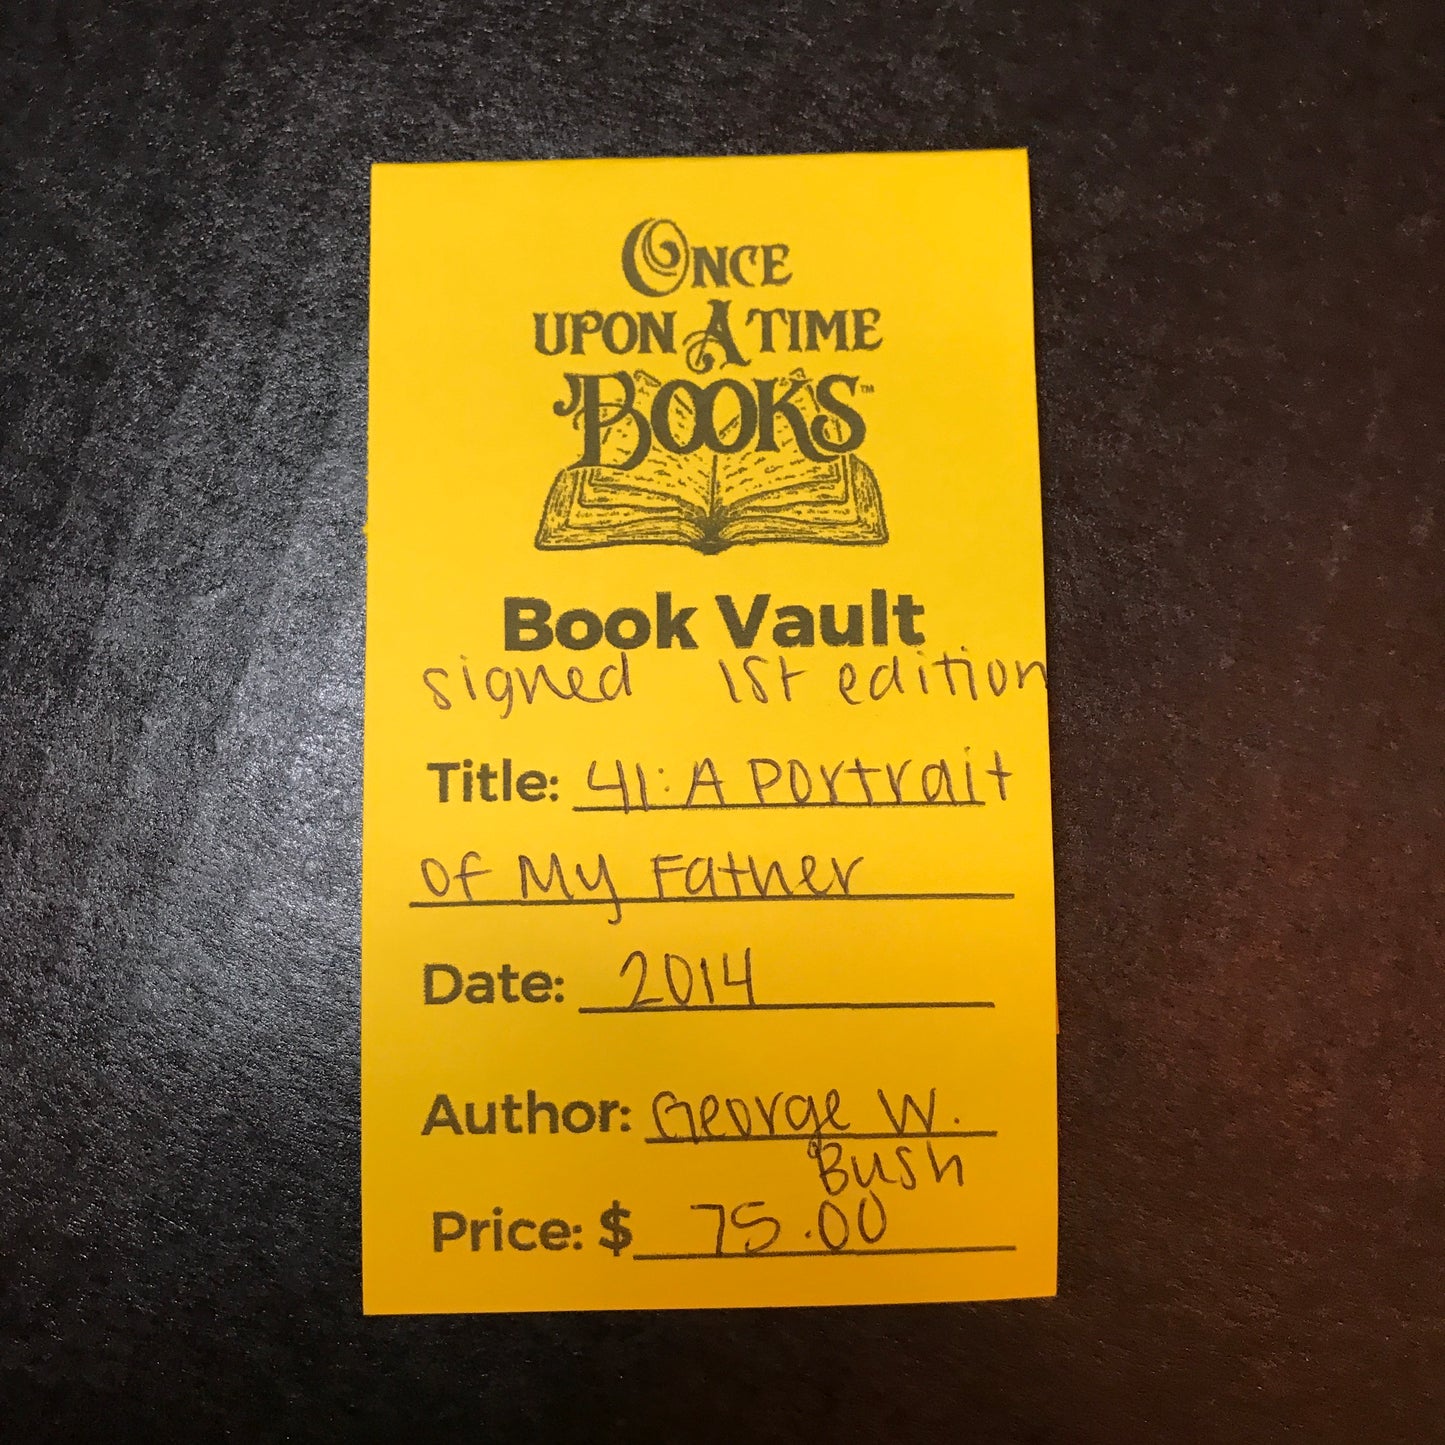 ONCE
UPON A TIME
BOOKS™
Book Vault
signed 1st edition
Title: 41: A Portrait
of My Father
Date: 2014
Author: George W.
Bush
Price: $ 75.00